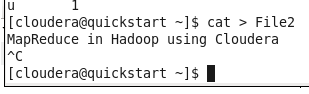 u 1
[cloudera@quickstart ~]$ cat > File2
MapReduce in Hadoop using Cloudera
^C
[cloudera@quickstart ~]$